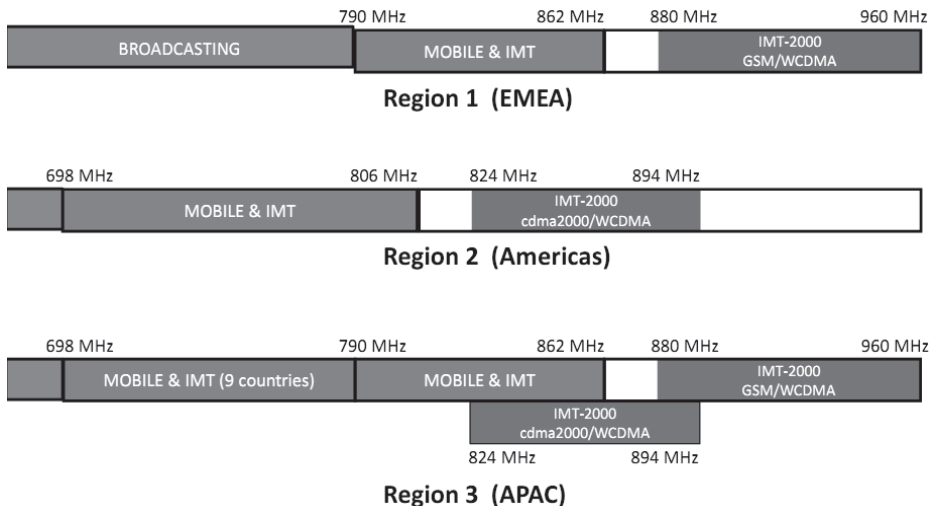 790 MHz 862 MHz 880 MHz 960 MHz
BROADCASTING
MOBILE & IMT
IMT-2000
GSM/WCDMA
Region 1 (EMEA)
698 MHz 806 MHz 824 MHz 894 MHz
MOBILE & IMT
IMT-2000
cdma2000/WCDMA
Region 2 (Americas)
698 MHz 790 MHz 862 MHz 880 MHz 960 MHz
MOBILE & IMT (9 countries)
MOBILE & IMT
IMT-2000
GSM/WCDMA
IMT-2000
cdma2000/WCDMA
824 MHz 894 MHz
Region 3 (APAC)